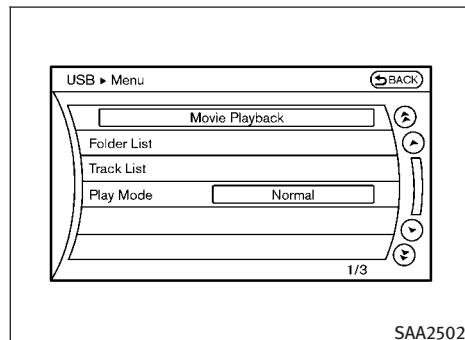 USB ▸ Menu
BACK
Movie Playback
Folder List
Track List
Play Mode Normal
1/3
SAA2502